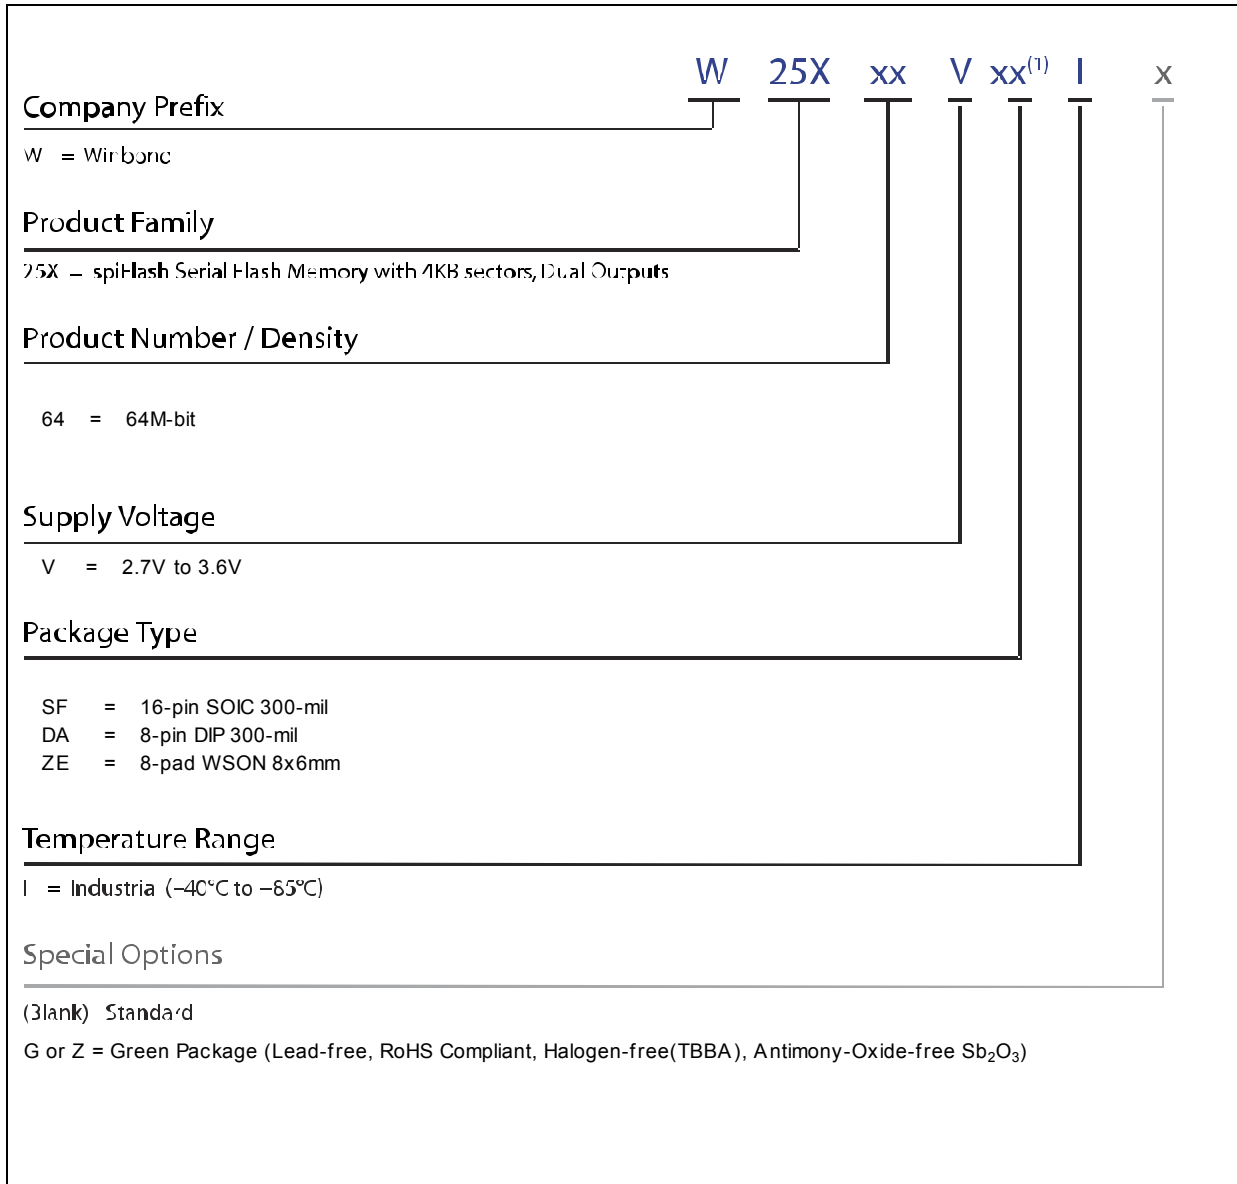 W 25X xx V xx(1) I x
Company Prefix
W = Winbond
Product Family
25X = spiFlash Serial Flash Memory with 4KB sectors, Dual Outputs
Product Number / Density
64 = 64M-bit
Supply Voltage
V = 2.7V to 3.6V
Package Type
SF = 16-pin SOIC 300-mil
DA = 8-pin DIP 300-mil
ZE = 8-pad WSON 8x6mm
Temperature Range
I = Industrial (–40°C to –85°C)
Special Options
(Blank) Standard
G or Z = Green Package (Lead-free, RoHS Compliant, Halogen-free(TBBA), Antimony-Oxide-free Sb₂O₃)